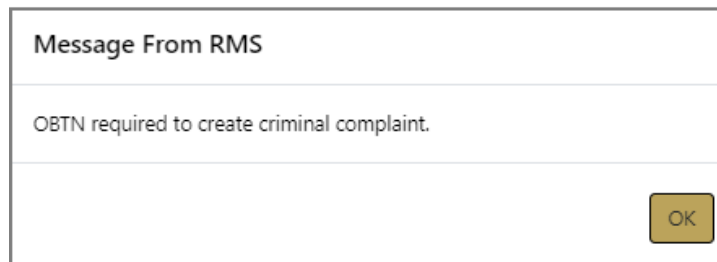 Message From RMS
OBTN required to create criminal complaint.
OK